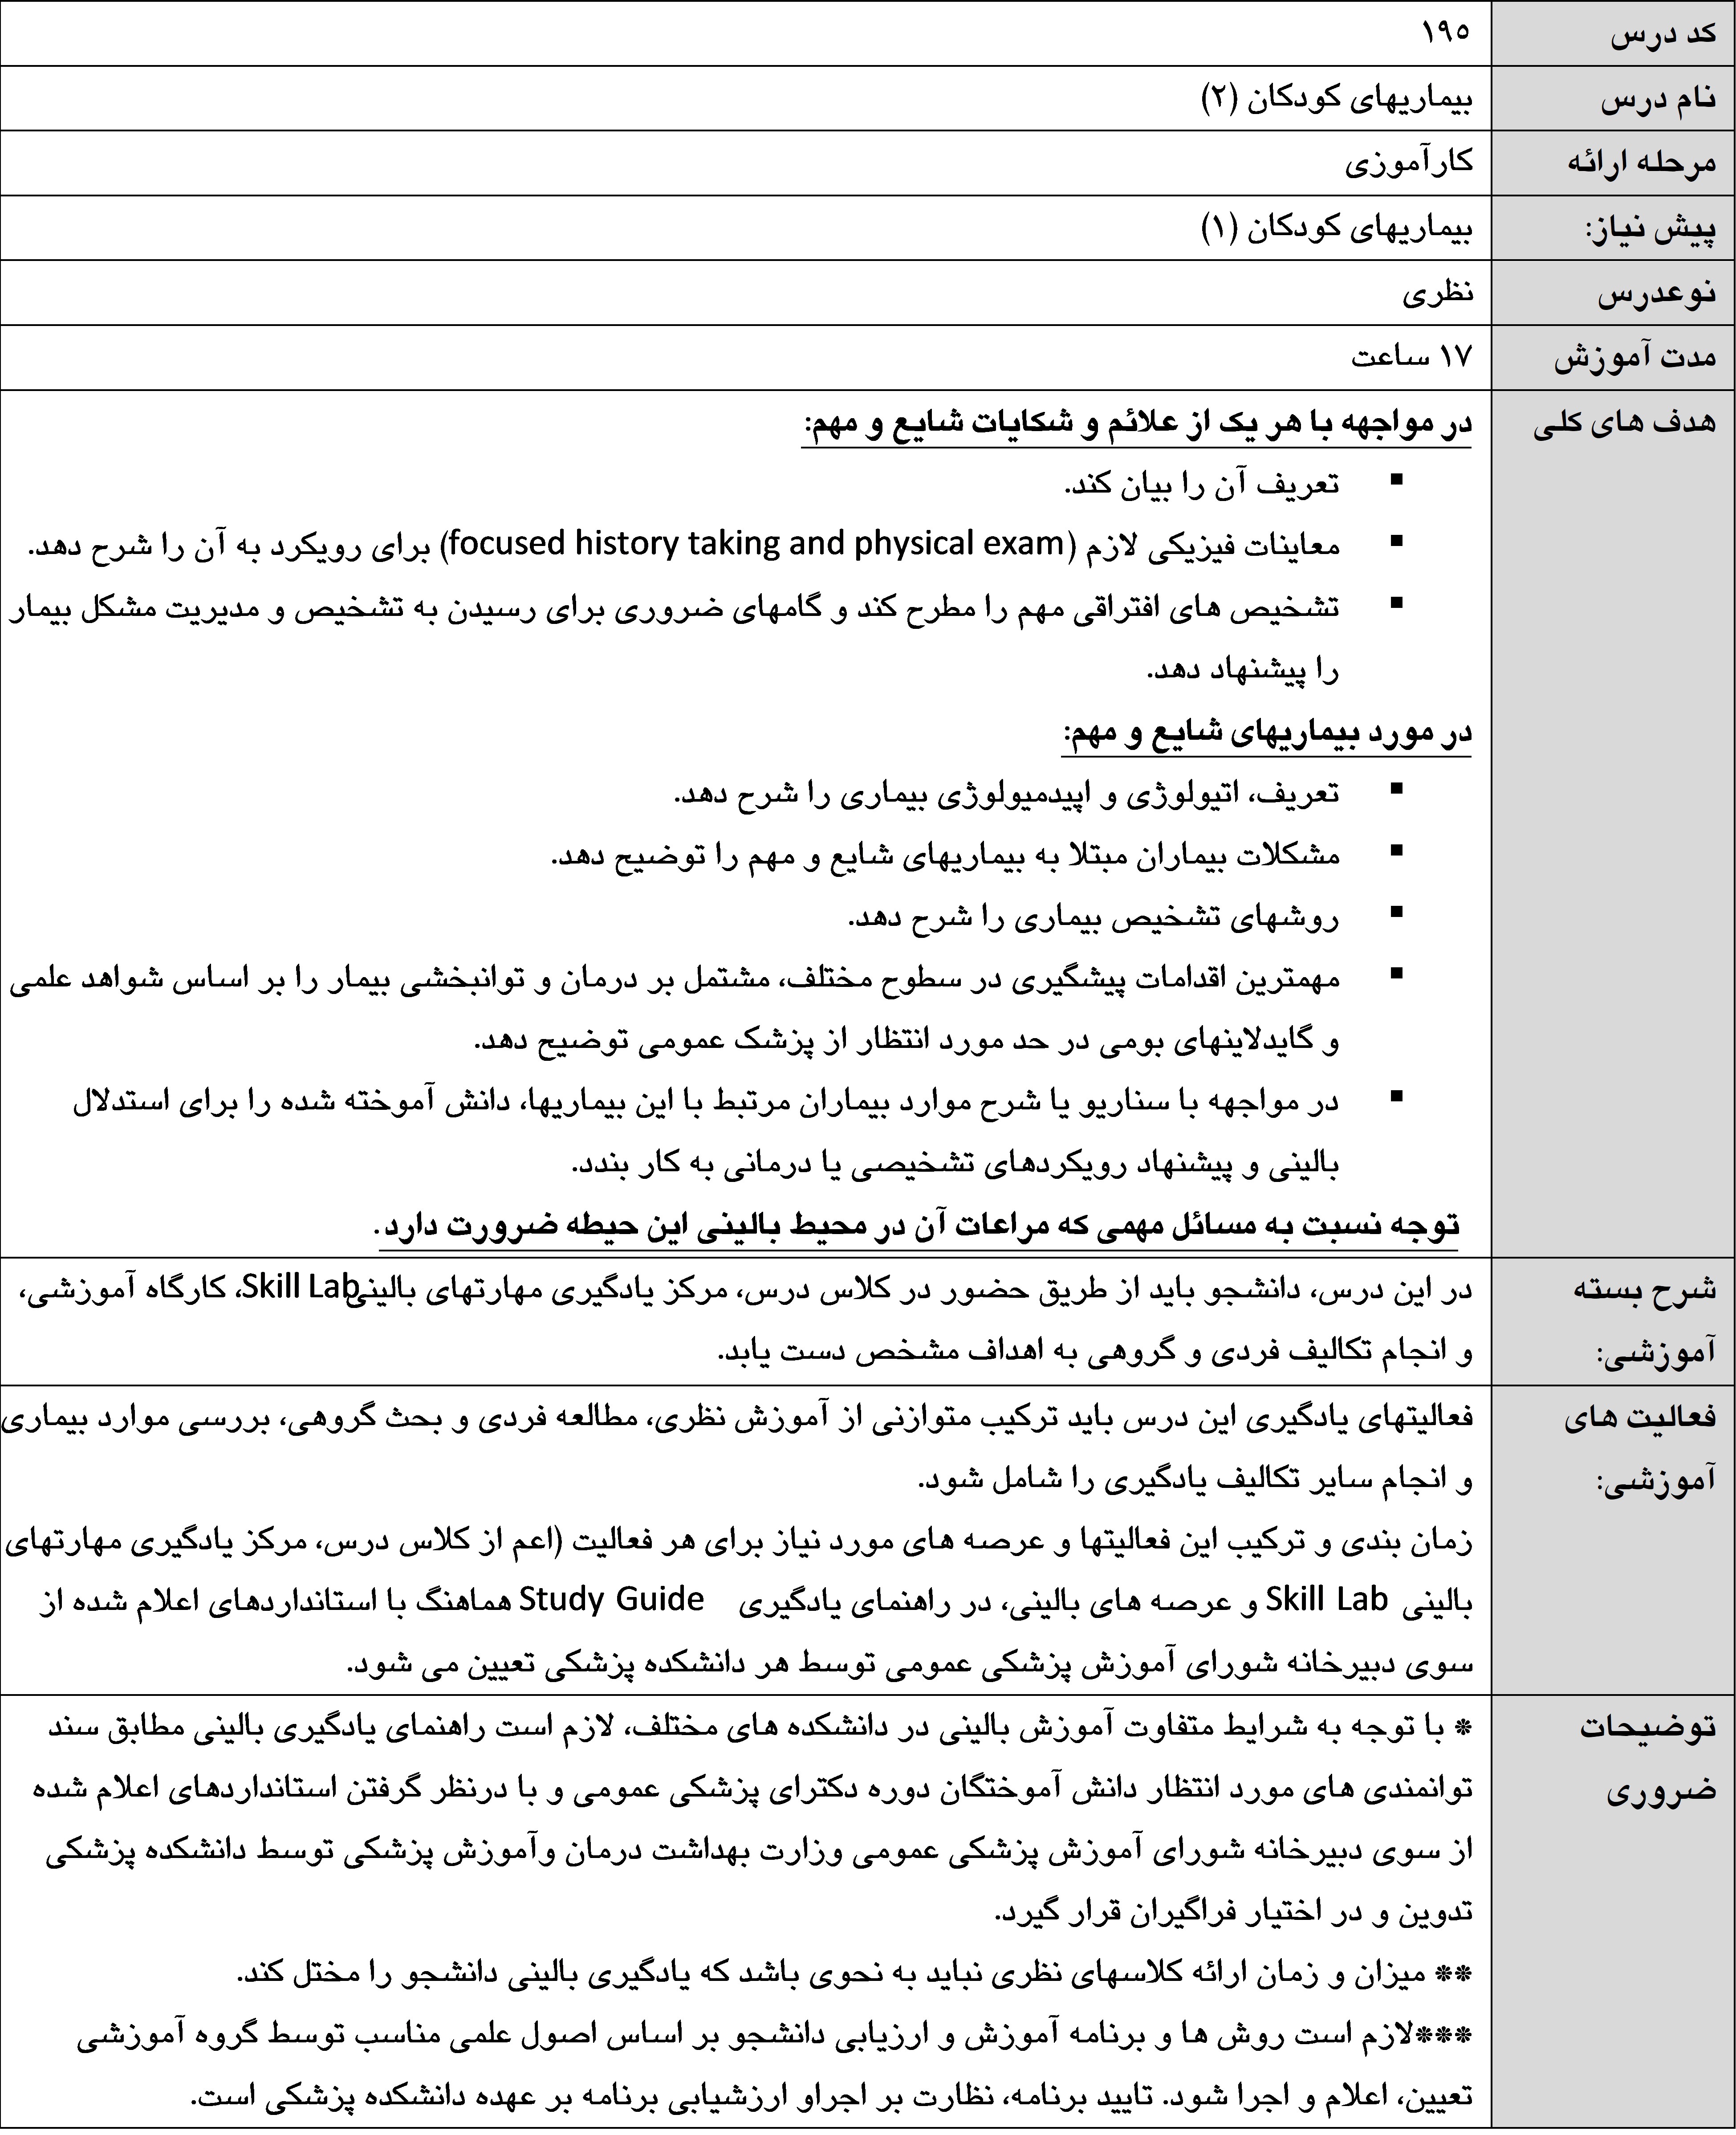 کد درس ۱۹۵
نام درس بیماریهای کودکان (۲)
مرحله ارائه کارآموزی
پیش نیاز: بیماریهای کودکان (۱)
نوعدرس نظری
مدت آموزش ۱۷ ساعت
هدف های کلی در مواجهه با هر یک از علائم و شکایات شایع و مهم:
▪ تعریف آن را بیان کند.
▪ معاینات فیزیکی لازم (focused history taking and physical exam) برای رویکرد به آن را شرح دهد.
▪ تشخیص های افتراقی مهم را مطرح کند و گامهای ضروری برای رسیدن به تشخیص و مدیریت مشکل بیمار
را پیشنهاد دهد.
در مورد بیماریهای شایع و مهم:
▪ تعریف، اتیولوژی و اپیدمیولوژی بیماری را شرح دهد.
▪ مشکلات بیماران مبتلا به بیماریهای شایع و مهم را توضیح دهد.
▪ روشهای تشخیص بیماری را شرح دهد.
▪ مهمترین اقدامات پیشگیری در سطوح مختلف، مشتمل بر درمان و توانبخشی بیمار را بر اساس شواهد علمی
و گایدلاینهای بومی در حد مورد انتظار از پزشک عمومی توضیح دهد.
▪ در مواجهه با سناریو یا شرح موارد بیماران مرتبط با این بیماریها، دانش آموخته شده را برای استدلال
بالینی و پیشنهاد رویکردهای تشخیصی یا درمانی به کار بندد.
توجه نسبت به مسائل مهمی که مراعات آن در محیط بالینی این حیطه ضرورت دارد.
شرح بسته
آموزشی:
در این درس، دانشجو باید از طریق حضور در کلاس درس، مرکز یادگیری مهارتهای بالینیSkill Lab، کارگاه آموزشی،
و انجام تکالیف فردی و گروهی به اهداف مشخص دست یابد.
فعالیت های
آموزشی:
فعالیتهای یادگیری این درس باید ترکیب متوازنی از آموزش نظری، مطالعه فردی و بحث گروهی، بررسی موارد بیماری
و انجام سایر تکالیف یادگیری را شامل شود.
زمان بندی و ترکیب این فعالیتها و عرصه های مورد نیاز برای هر فعالیت (اعم از کلاس درس، مرکز یادگیری مهارتهای
بالینی Skill Lab و عرصه های بالینی، در راهنمای یادگیری Study Guide هماهنگ با استانداردهای اعلام شده از
سوی دبیرخانه شورای آموزش پزشکی عمومی توسط هر دانشکده پزشکی تعیین می شود.
توضیحات
ضروری
* با توجه به شرایط متفاوت آموزش بالینی در دانشکده های مختلف، لازم است راهنمای یادگیری بالینی مطابق سند
توانمندی های مورد انتظار دانش آموختگان دوره دکترای پزشکی عمومی و با درنظر گرفتن استانداردهای اعلام شده
از سوی دبیرخانه شورای آموزش پزشکی عمومی وزارت بهداشت درمان وآموزش پزشکی توسط دانشکده پزشکی
تدوین و در اختیار فراگیران قرار گیرد.
** میزان و زمان ارائه کلاسهای نظری نباید به نحوی باشد که یادگیری بالینی دانشجو را مختل کند.
***لازم است روش ها و برنامه آموزش و ارزیابی دانشجو بر اساس اصول علمی مناسب توسط گروه آموزشی
تعیین، اعلام و اجرا شود. تایید برنامه، نظارت بر اجراو ارزشیابی برنامه بر عهده دانشکده پزشکی است.